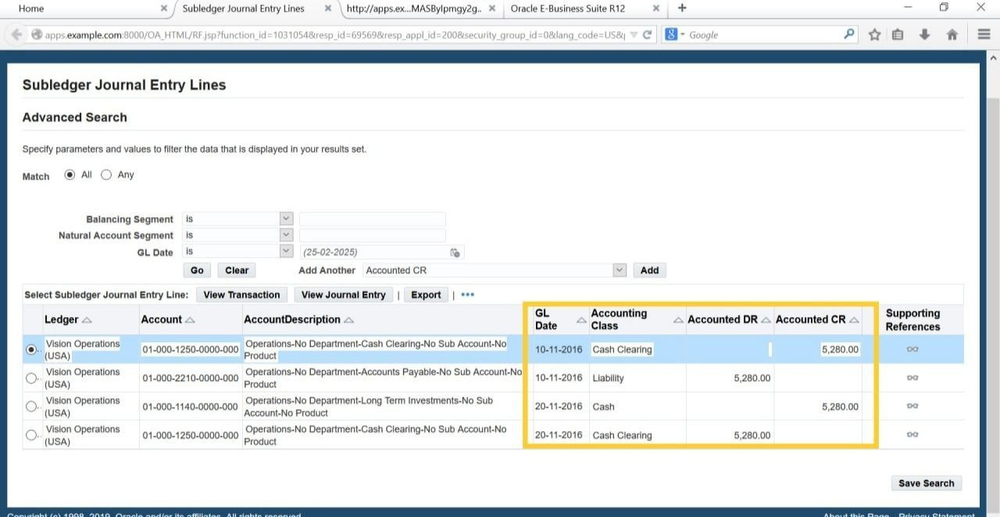 Home
Subledger Journal Entry Lines
http://apps.ex...MASBylpmgy2g..
Oracle E-Business Suite R12
apps.example.com:8000/OA_HTML/RF.jsp?function_id=1031054&resp_id=69569&resp_appl_id=200&security_group_id=0&lang_code=US&
Google
Subledger Journal Entry Lines
Advanced Search
Specify parameters and values to filter the data that is displayed in your results set.
Match All Any
Balancing Segment is
Natural Account Segment is
GL Date is (25-02-2025)
Go Clear Add Another Accounted CR Add
Select Subledger Journal Entry Line: View Transaction View Journal Entry | Export | •••
Ledger Account AccountDescription GL Date Accounting Class Accounted DR Accounted CR Supporting References
Vision Operations (USA) 01-000-1250-0000-000 Operations-No Department-Cash Clearing-No Sub Account-No Product 10-11-2016 Cash Clearing 5,280.00
Vision Operations (USA) 01-000-2210-0000-000 Operations-No Department-Accounts Payable-No Sub Account-No Product 10-11-2016 Liability 5,280.00
Vision Operations (USA) 01-000-1140-0000-000 Operations-No Department-Long Term Investments-No Sub Account-No Product 20-11-2016 Cash 5,280.00
Vision Operations (USA) 01-000-1250-0000-000 Operations-No Department-Cash Clearing-No Sub Account-No Product 20-11-2016 Cash Clearing 5,280.00
Save Search
Copyright (c) 1998, 2019, Oracle and/or its affiliates. All rights reserved.
About this Page Privacy Statement